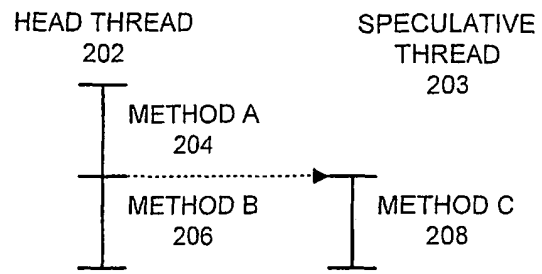 HEAD THREAD
202
SPECULATIVE
THREAD
203
METHOD A
204
METHOD B
206
METHOD C
208